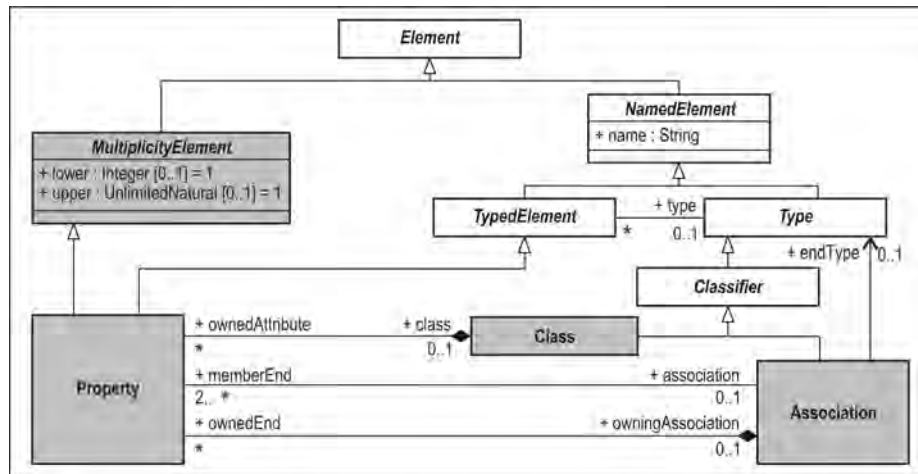 Element
NamedElement
+ name : String
MultiplicityElement
+ lower : Integer [0..1] = 1
+ upper : UnlimitedNatural [0..1) = 1
TypedElement
+ type
* 0..1
Type
+ endType 0..1
Classifier
+ ownedAttribute + class
* 0..1
Class
Property
+ memberEnd + association
2.. * 0..1
Association
+ ownedEnd + owningAssociation
* 0..1